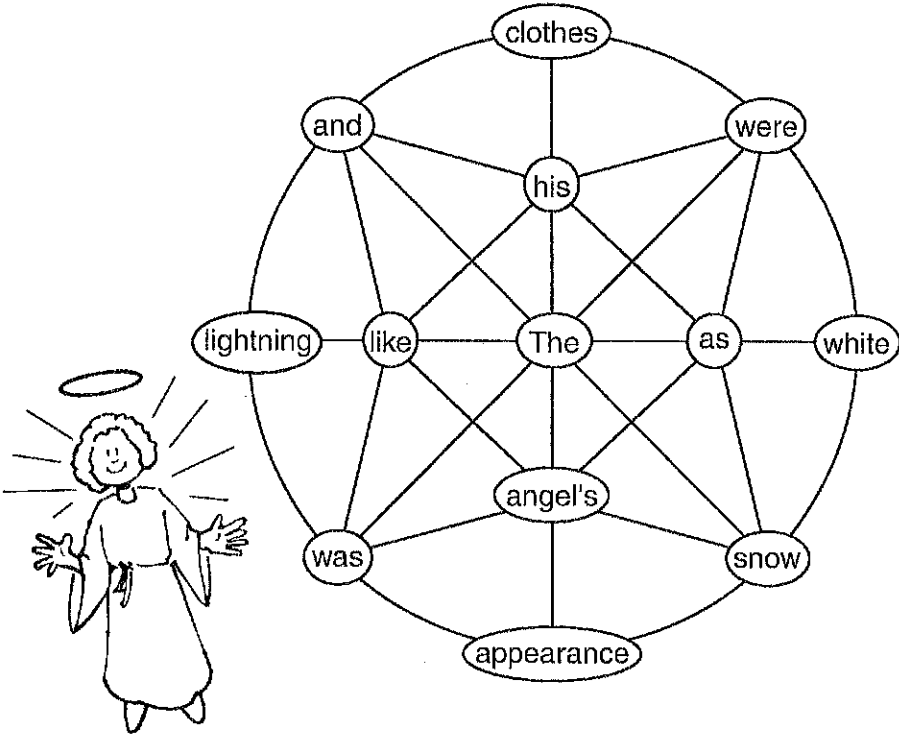 clothes
and
were
his
lightning
like
The
as
white
angel's
was
snow
appearance